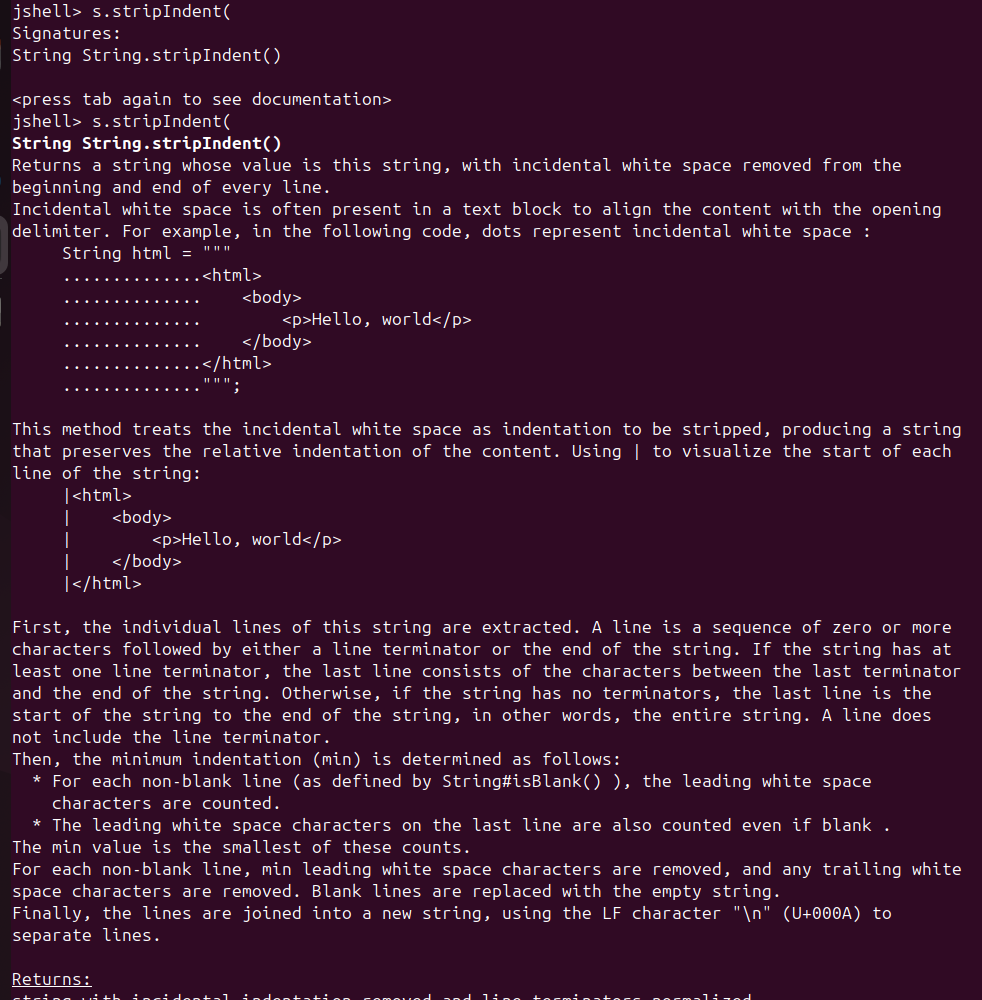 jshell> s.stripIndent(
Signatures:
String String.stripIndent()

<press tab again to see documentation>
jshell> s.stripIndent(
String String.stripIndent()
Returns a string whose value is this string, with incidental white space removed from the
beginning and end of every line.
Incidental white space is often present in a text block to align the content with the opening
delimiter. For example, in the following code, dots represent incidental white space :
     String html = """
     ..............<html>
     ..............    <body>
     ..............        <p>Hello, world</p>
     ..............    </body>
     ..............</html>
     ..............""";

This method treats the incidental white space as indentation to be stripped, producing a string
that preserves the relative indentation of the content. Using | to visualize the start of each
line of the string:
     |<html>
     |    <body>
     |        <p>Hello, world</p>
     |    </body>
     |</html>

First, the individual lines of this string are extracted. A line is a sequence of zero or more
characters followed by either a line terminator or the end of the string. If the string has at
least one line terminator, the last line consists of the characters between the last terminator
and the end of the string. Otherwise, if the string has no terminators, the last line is the
start of the string to the end of the string, in other words, the entire string. A line does
not include the line terminator.
Then, the minimum indentation (min) is determined as follows:
  * For each non-blank line (as defined by String#isBlank() ), the leading white space
    characters are counted.
  * The leading white space characters on the last line are also counted even if blank .
The min value is the smallest of these counts.
For each non-blank line, min leading white space characters are removed, and any trailing white
space characters are removed. Blank lines are replaced with the empty string.
Finally, the lines are joined into a new string, using the LF character "\n" (U+000A) to
separate lines.

Returns:
string with incidental indentation removed and line terminators normalized